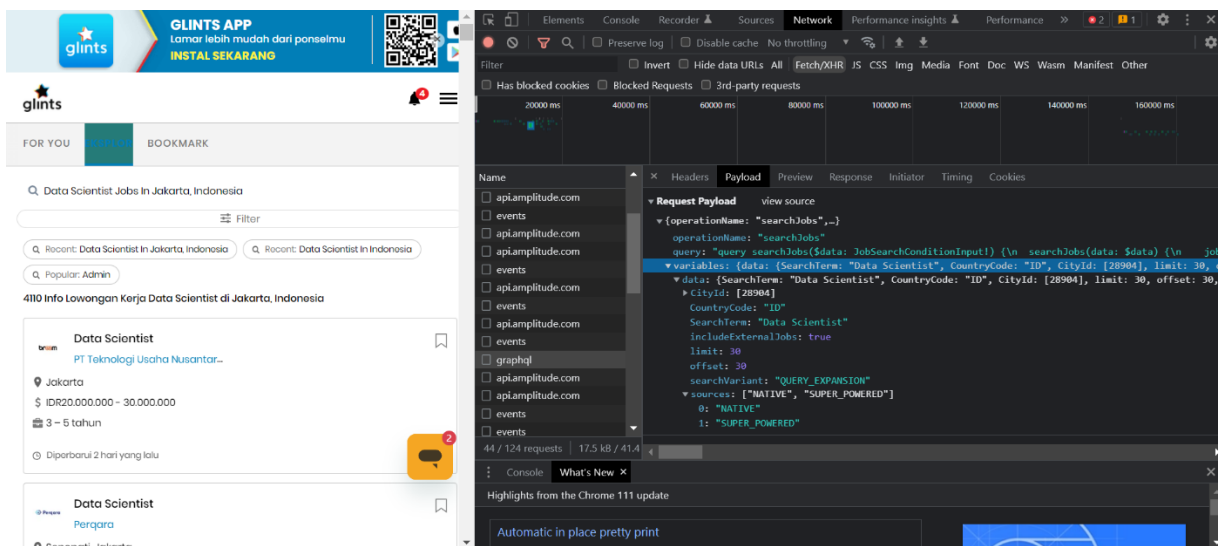 GLINTS APP
Lamar lebih mudah dari ponselmu
INSTAL SEKARANG
glints
glints
4
FOR YOU
BOOKMARK
Data Scientist Jobs In Jakarta, Indonesia
Filter
Recent: Data Scientist In Jakarta, Indonesia
Recent: Data Scientist In Indonesia
Popular: Admin
4110 Info Lowongan Kerja Data Scientist di Jakarta, Indonesia
Data Scientist
PT Teknologi Usaha Nusantar...
Jakarta
$ IDR20.000.000 - 30.000.000
3 – 5 tahun
Diperbarui 2 hari yang lalu
2
Data Scientist
Perqara
Elements Console Recorder Sources Network Performance insights Performance » 2 1
Preserve log Disable cache No throttling
Filter Invert Hide data URLs All Fetch/XHR JS CSS Img Media Font Doc WS Wasm Manifest Other
Has blocked cookies Blocked Requests 3rd-party requests
20000 ms 40000 ms 60000 ms 80000 ms 100000 ms 120000 ms 140000 ms 160000 ms
Name
api.amplitude.com
events
api.amplitude.com
api.amplitude.com
events
api.amplitude.com
events
api.amplitude.com
events
graphql
api.amplitude.com
api.amplitude.com
events
events
44 / 124 requests 17.5 kB / 41.4
× Headers Payload Preview Response Initiator Timing Cookies
▼Request Payload view source
▼{operationName: "searchJobs",…}
operationName: "searchJobs"
query: "query searchJobs($data: JobSearchConditionInput!) {\n searchJobs(data: $data) {\n job
▼variables: {data: {SearchTerm: "Data Scientist", CountryCode: "ID", CityId: [28904], limit: 30, o
▼data: {SearchTerm: "Data Scientist", CountryCode: "ID", CityId: [28904], limit: 30, offset: 30,
▶CityId: [28904]
CountryCode: "ID"
SearchTerm: "Data Scientist"
includeExternalJobs: true
limit: 30
offset: 30
searchVariant: "QUERY_EXPANSION"
▼sources: ["NATIVE", "SUPER_POWERED"]
0: "NATIVE"
1: "SUPER_POWERED"
Console What's New ×
Highlights from the Chrome 111 update
Automatic in place pretty print